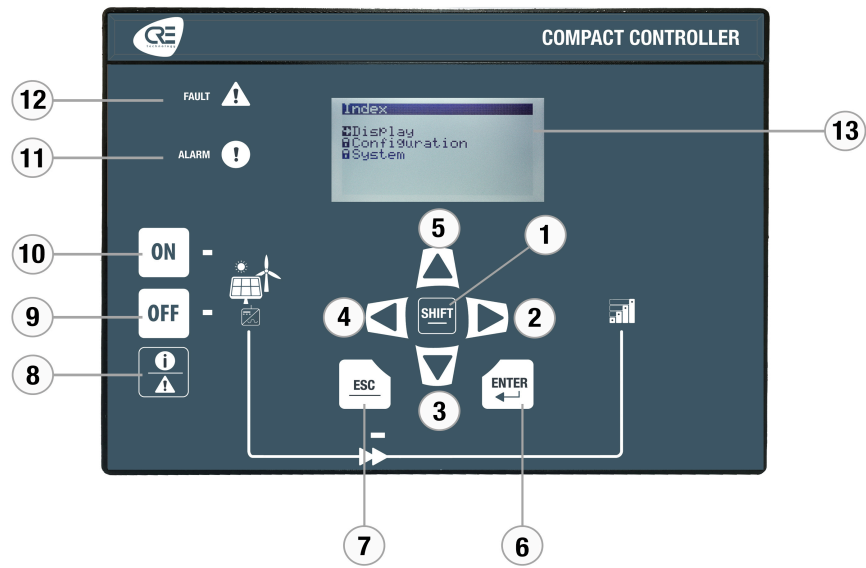 CRE
technology
COMPACT CONTROLLER
12
FAULT
!
Index
13
Display
Configuration
System
11
ALARM
!
5
1
10
ON
SHIFT
9
OFF
4
2
8
i
!
ESC
ENTER
3
7
6